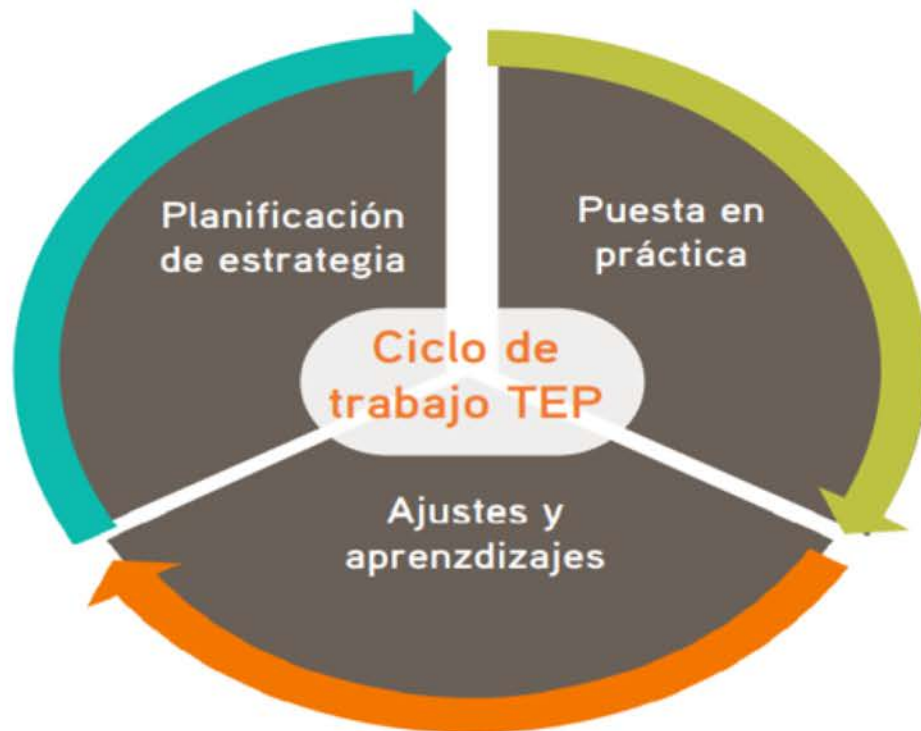 Planificación
de estrategia
Puesta en
práctica
Ciclo de
trabajo TEP
Ajustes y
aprenzdizajes